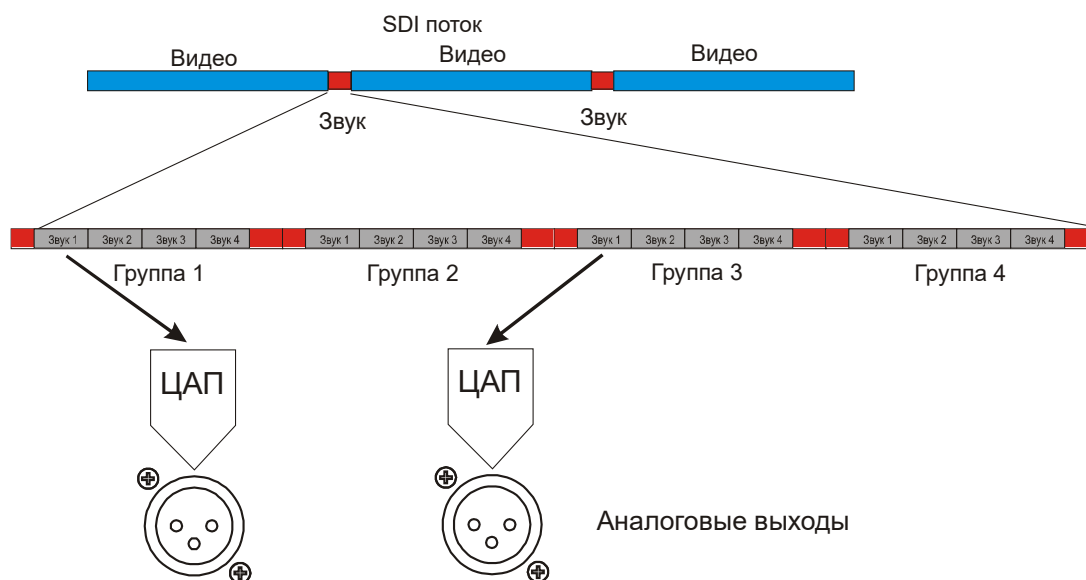 SDI поток
Видео Видео Видео
Звук Звук
Звук 1 Звук 2 Звук 3 Звук 4 Звук 1 Звук 2 Звук 3 Звук 4 Звук 1 Звук 2 Звук 3 Звук 4 Звук 1 Звук 2 Звук 3 Звук 4
Группа 1 Группа 2 Группа 3 Группа 4
ЦАП ЦАП
Аналоговые выходы